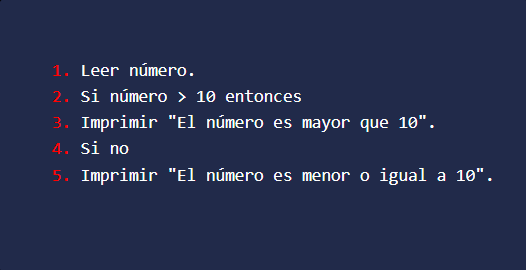 1. Leer número.
2. Si número > 10 entonces
3. Imprimir "El número es mayor que 10".
4. Si no
5. Imprimir "El número es menor o igual a 10".